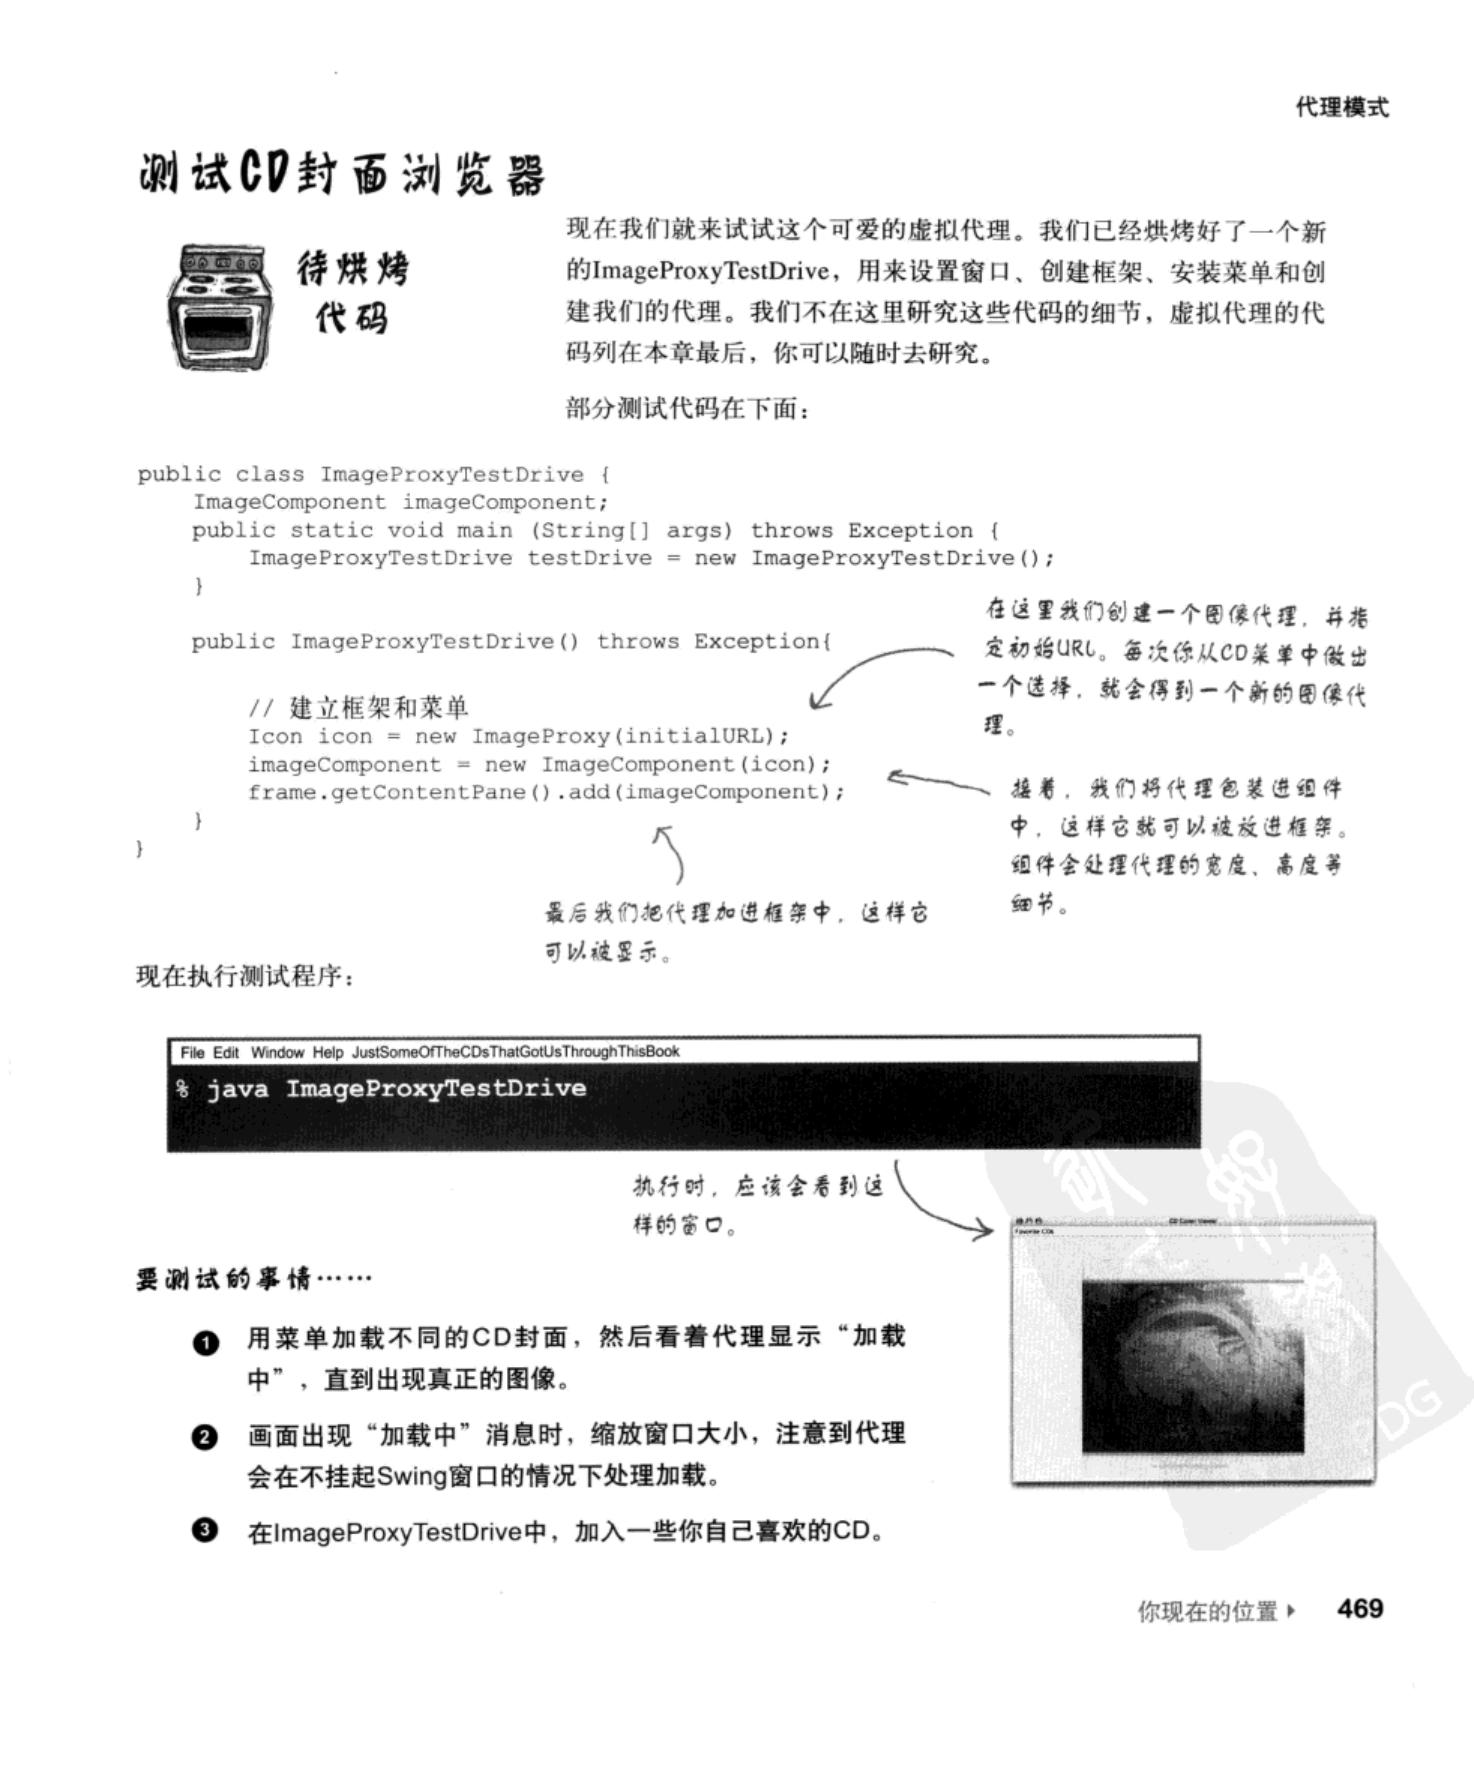 代理模式
测试CD封面浏览器
待烘烤
代码
现在我们就来试试这个可爱的虚拟代理。我们已经烘烤好了一个新
的ImageProxyTestDrive，用来设置窗口、创建框架、安装菜单和创
建我们的代理。我们不在这里研究这些代码的细节，虚拟代理的代
码列在本章最后，你可以随时去研究。
部分测试代码在下面：
public class ImageProxyTestDrive {
    ImageComponent imageComponent;
    public static void main (String[] args) throws Exception {
        ImageProxyTestDrive testDrive = new ImageProxyTestDrive();
    }
    public ImageProxyTestDrive() throws Exception{
        // 建立框架和菜单
        Icon icon = new ImageProxy(initialURL);
        imageComponent = new ImageComponent(icon);
        frame.getContentPane().add(imageComponent);
    }
}
在这里我们创建一个图像代理，并指
定初始URL。每次你从CD菜单中做出
一个选择，就会得到一个新的图像代
理。
接着，我们将代理包装进组件
中，这样它就可以被放进框架。
组件会处理代理的宽度、高度等
细节。
最后我们把代理加进框架中，这样它
可以被显示。
现在执行测试程序：
File Edit Window Help JustSomeOfTheCDsThatGotUsThroughThisBook
% java ImageProxyTestDrive
执行时，应该会看到这
样的窗口。
CD Cover Viewer
Favorite CDs
要测试的事情……
❶ 用菜单加载不同的CD封面，然后看着代理显示“加载
中”，直到出现真正的图像。
❷ 画面出现“加载中”消息时，缩放窗口大小，注意到代理
会在不挂起Swing窗口的情况下处理加载。
❸ 在ImageProxyTestDrive中，加入一些你自己喜欢的CD。
PDG
你现在的位置 ▸ 469